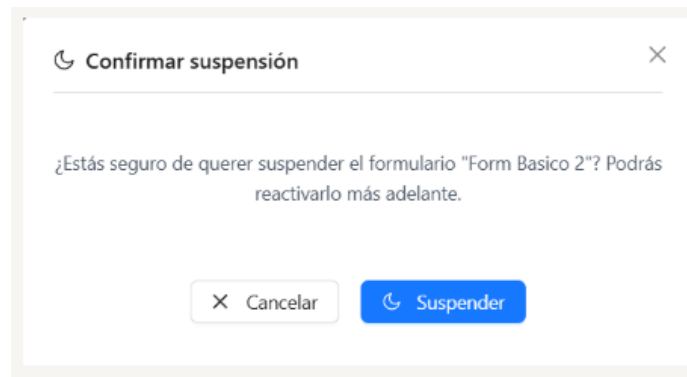 Confirmar suspensión
¿Estás seguro de querer suspender el formulario "Form Basico 2"? Podrás
reactivarlo más adelante.
Cancelar
Suspender